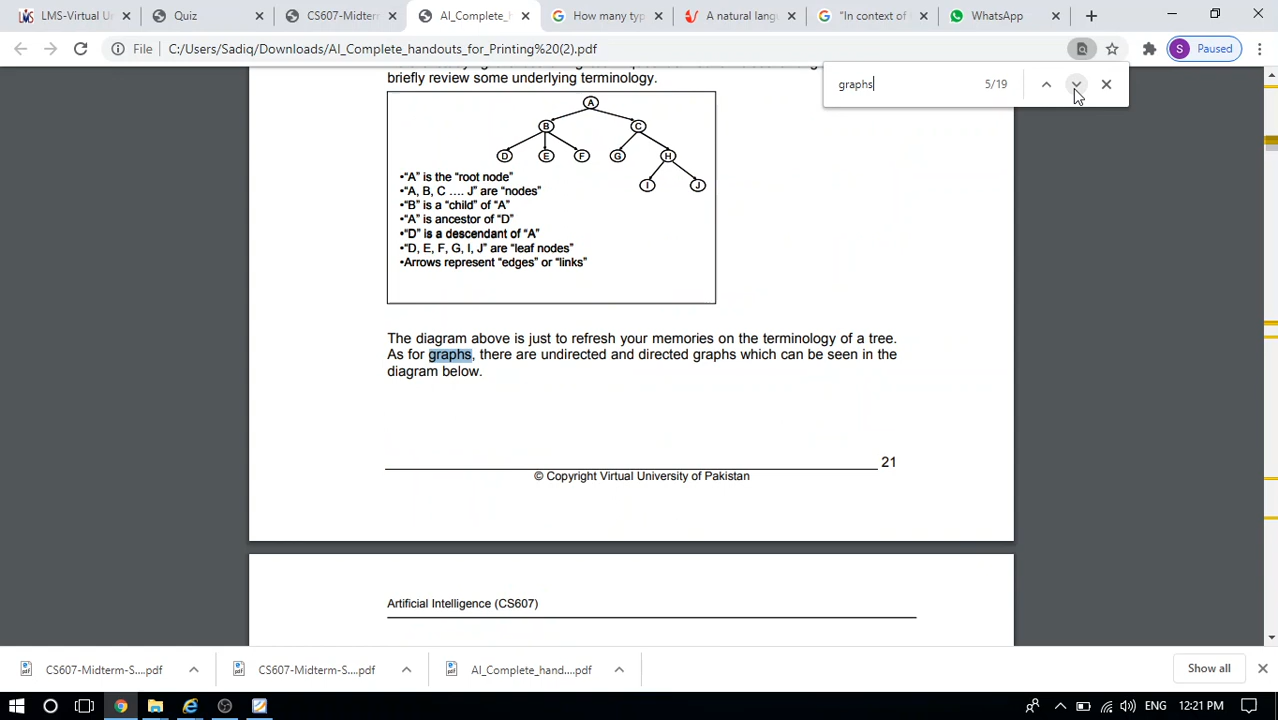 LMS-Virtual U
Quiz
CS607-Midterm
AI_Complete_h
How many typ
A natural lang
"In context of
WhatsApp
File
C:/Users/Sadiq/Downloads/AI_Complete_handouts_for_Printing%20(2).pdf
S
Paused
graphs
5/19
briefly review some underlying terminology.
A
B
C
D
E
F
G
H
I
J
•"A" is the "root node"
•"A, B, C .... J" are "nodes"
•"B" is a "child" of "A"
•"A" is ancestor of "D"
•"D" is a descendant of "A"
•"D, E, F, G, I, J" are "leaf nodes"
•Arrows represent "edges" or "links"
The diagram above is just to refresh your memories on the terminology of a tree.
As for graphs, there are undirected and directed graphs which can be seen in the
diagram below.
21
© Copyright Virtual University of Pakistan
Artificial Intelligence (CS607)
CS607-Midterm-S....pdf
CS607-Midterm-S....pdf
AI_Complete_hand....pdf
Show all
ENG
12:21 PM